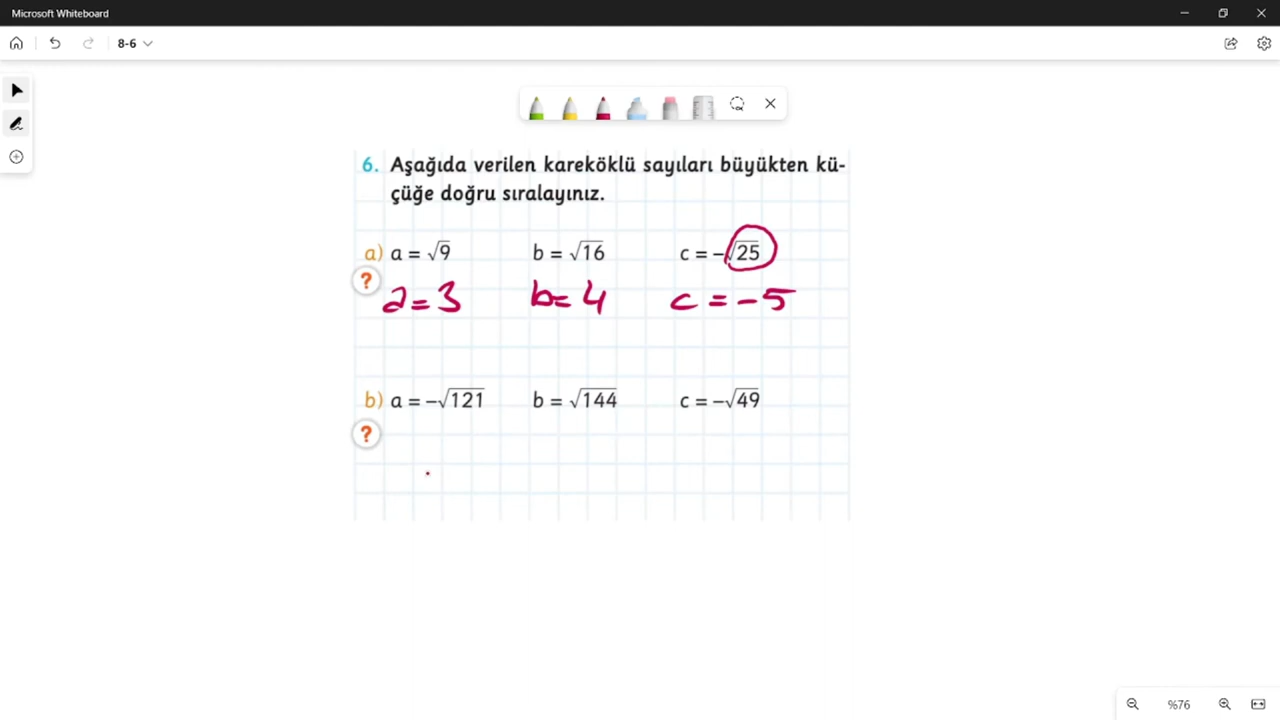 Microsoft Whiteboard
8-6
6. Aşağıda verilen kareköklü sayıları büyükten kü-
çüğe doğru sıralayınız.
a) a = √9 b = √16 c = -√25
?
a = 3 b = 4 c = -5
b) a = -√121 b = √144 c = -√49
?
%76